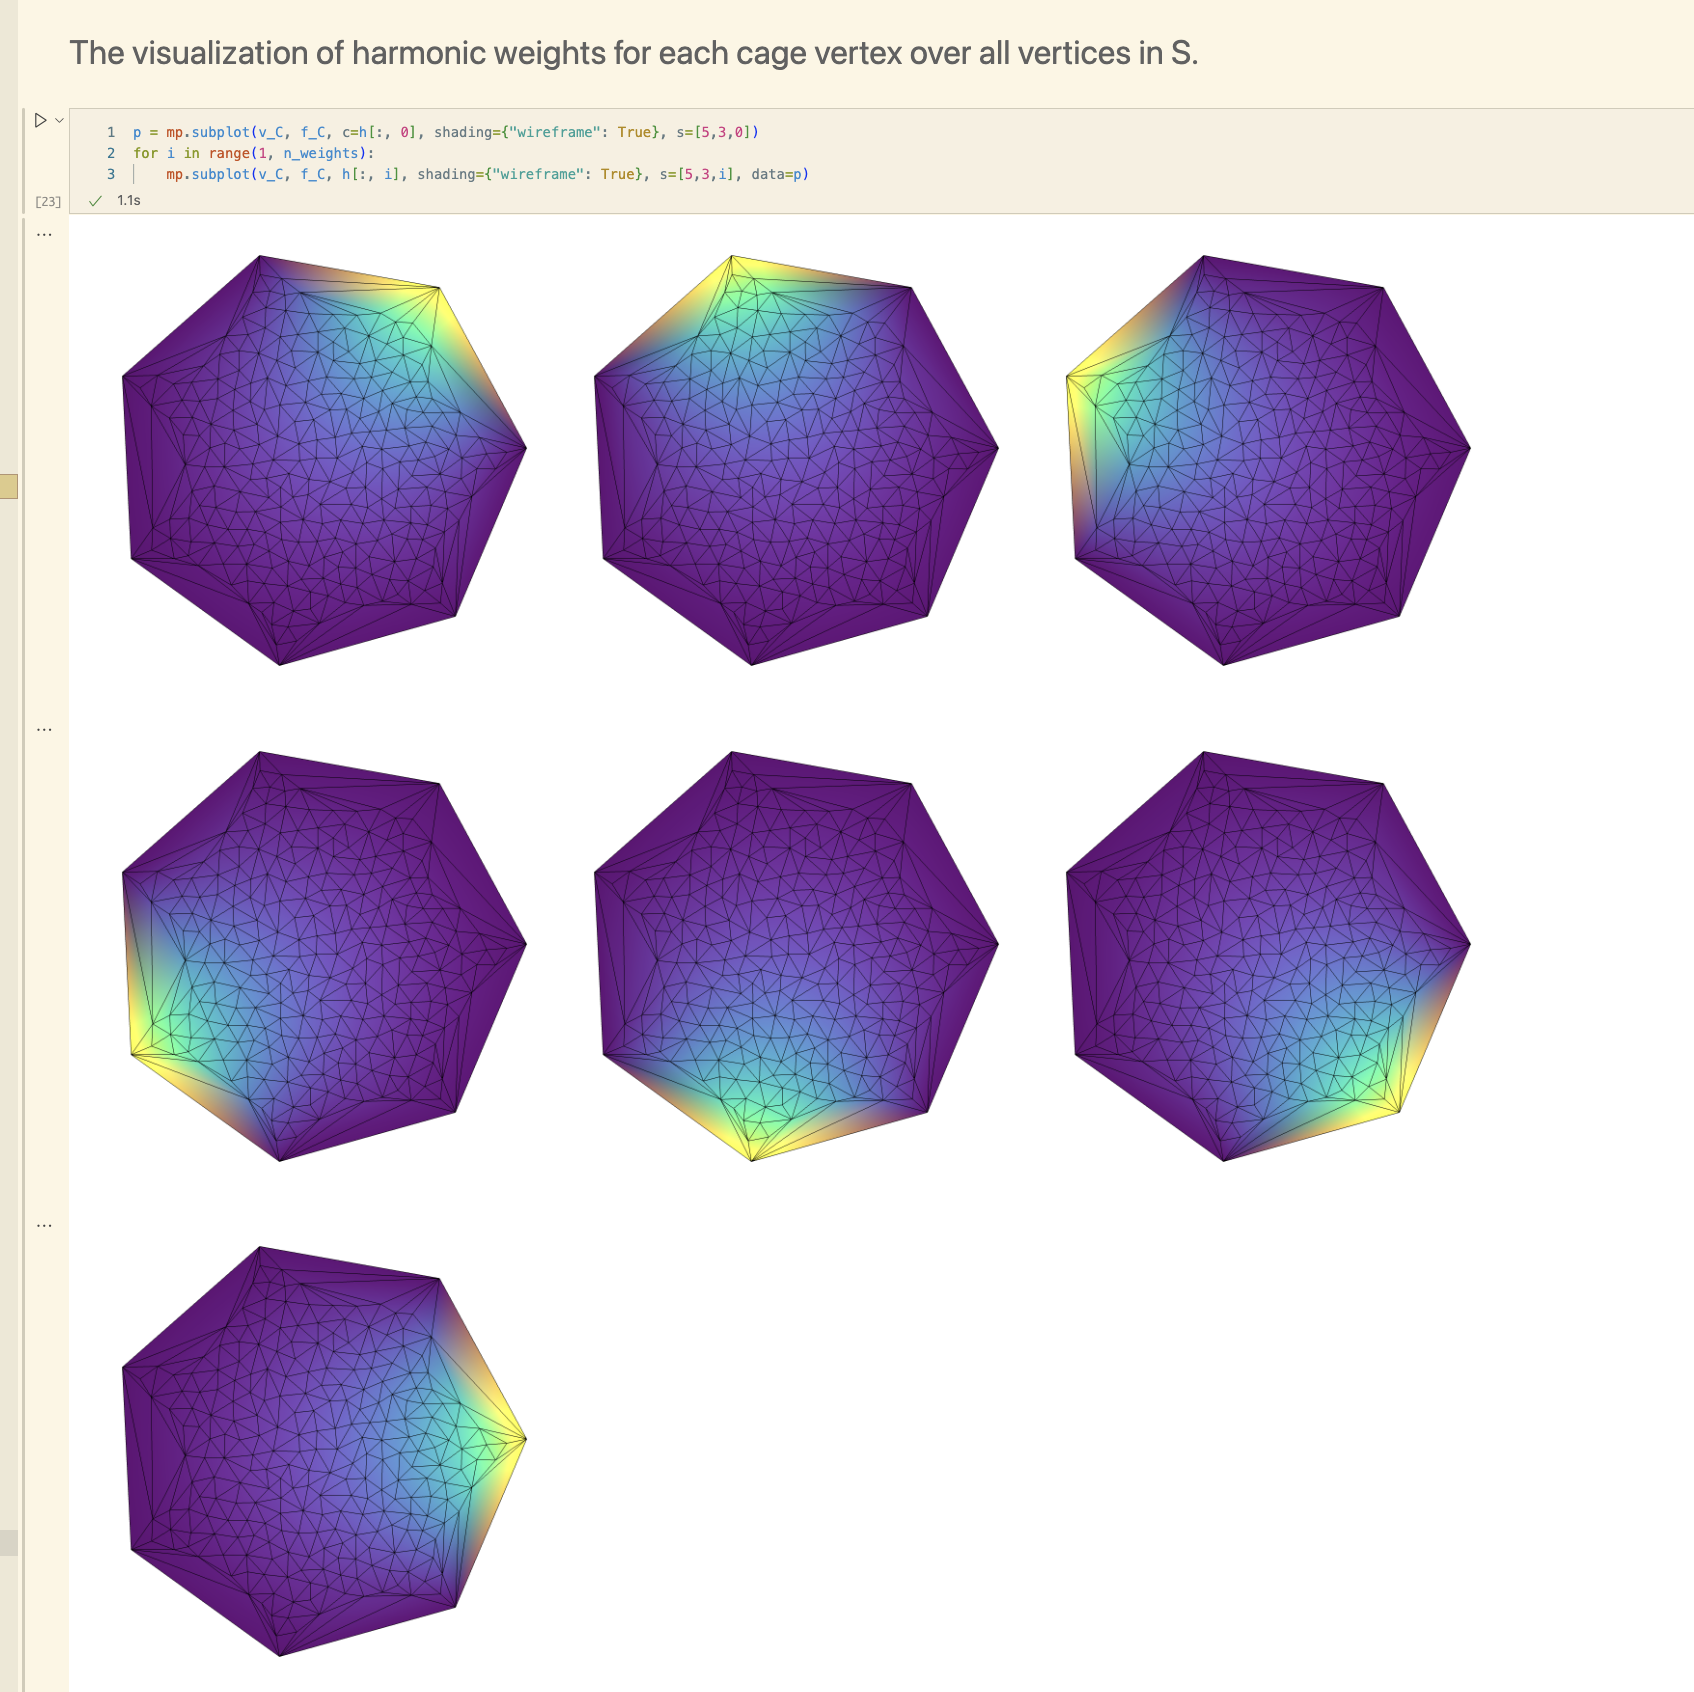 The visualization of harmonic weights for each cage vertex over all vertices in S.
1 p = mp.subplot(v_C, f_C, c=h[:, 0], shading={"wireframe": True}, s=[5,3,0])
2 for i in range(1, n_weights):
3     mp.subplot(v_C, f_C, h[:, i], shading={"wireframe": True}, s=[5,3,i], data=p)
[23] 1.1s
...
...
...